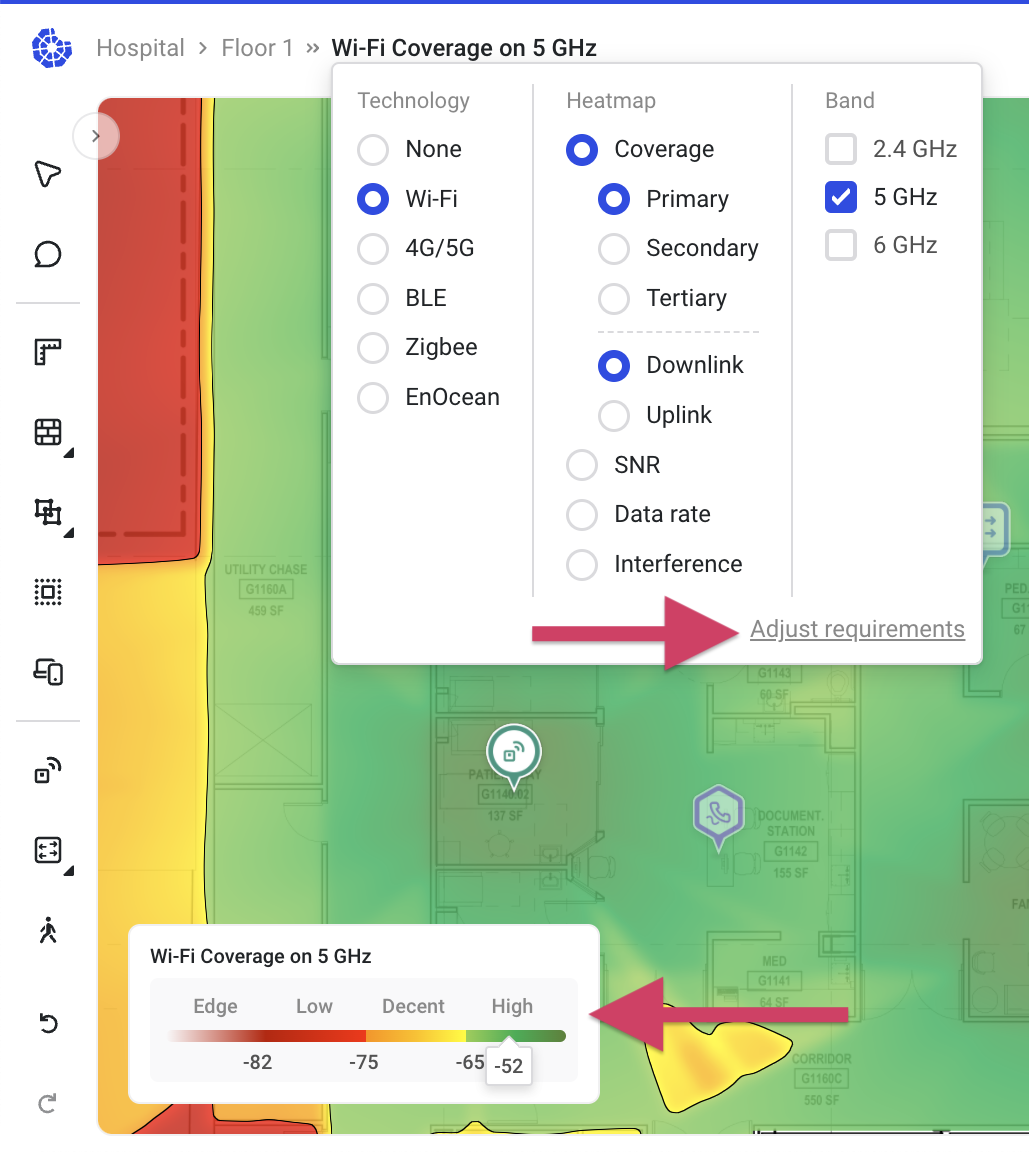 Hospital > Floor 1 » Wi-Fi Coverage on 5 GHz
Technology
None
Wi-Fi
4G/5G
BLE
Zigbee
EnOcean
Heatmap
Coverage
Primary
Secondary
Tertiary
Downlink
Uplink
SNR
Data rate
Interference
Band
2.4 GHz
5 GHz
6 GHz
Adjust requirements
UTILITY CHASE
G1160A
459 SF
PED
G1
67
G1143
60 SF
G1140.02
137 SF
DOCUMENT.
STATION
G1142
155 SF
FA
MED
G1141
64 SF
CORRIDOR
G1160C
550 SF
Wi-Fi Coverage on 5 GHz
Edge Low Decent High
-82 -75 -65 -52